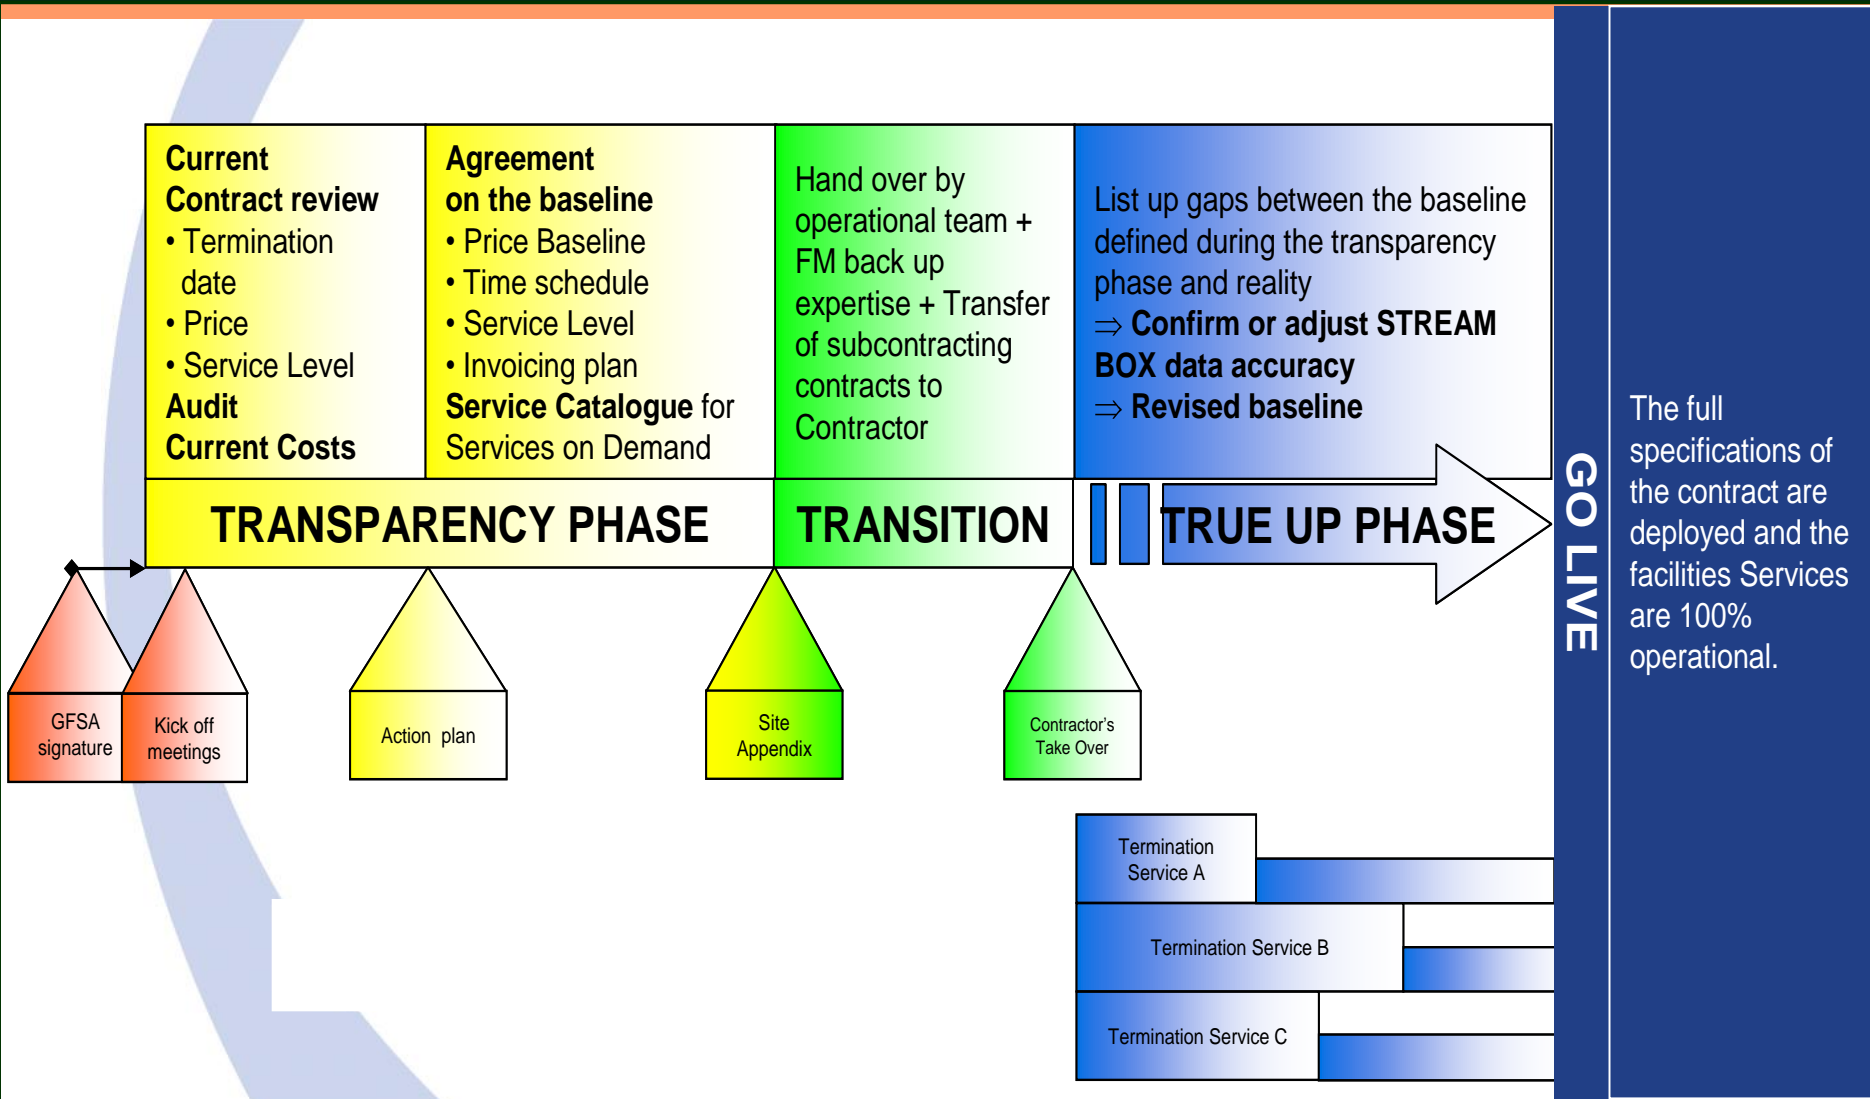 Current
Contract review
• Termination
date
• Price
• Service Level
Audit
Current Costs
Agreement
on the baseline
• Price Baseline
• Time schedule
• Service Level
• Invoicing plan
Service Catalogue for
Services on Demand
Hand over by
operational team +
FM back up
expertise + Transfer
of subcontracting
contracts to
Contractor
List up gaps between the baseline
defined during the transparency
phase and reality
⇒ Confirm or adjust STREAM
BOX data accuracy
⇒ Revised baseline
TRANSPARENCY PHASE
TRANSITION
TRUE UP PHASE
GO LIVE
The full
specifications of
the contract are
deployed and the
facilities Services
are 100%
operational.
GFSA
signature
Kick off
meetings
Action plan
Site
Appendix
Contractor's
Take Over
Termination
Service A
Termination Service B
Termination Service C